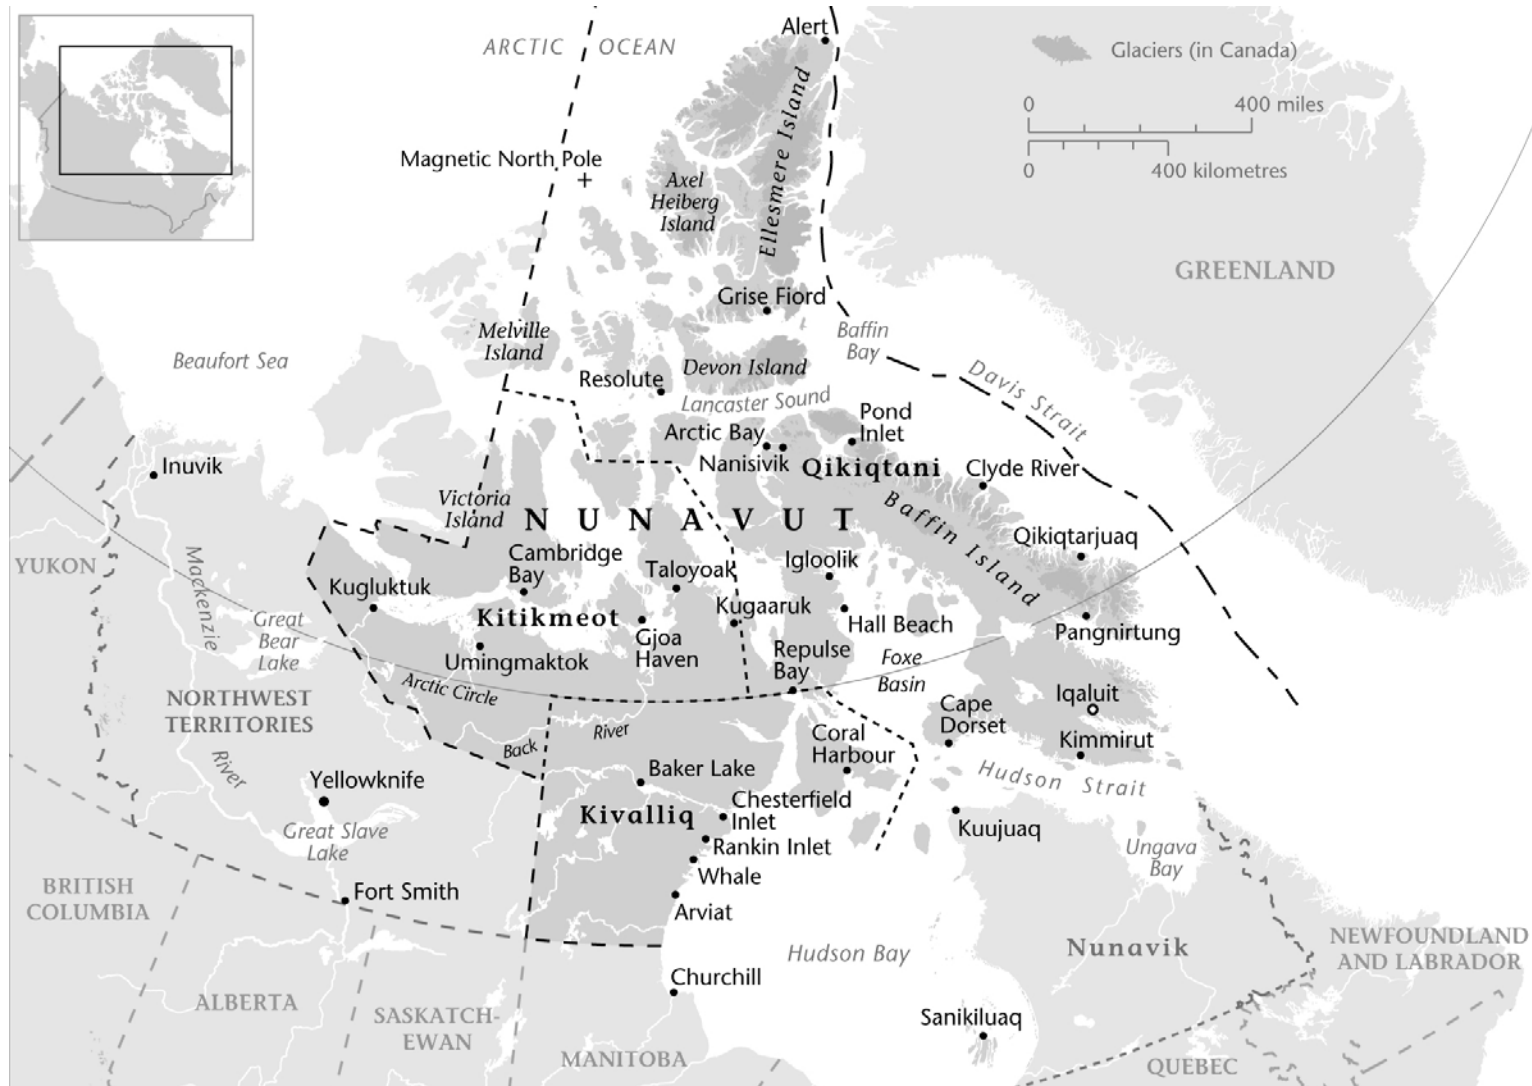 Alert
ARCTIC OCEAN
Glaciers (in Canada)
0 400 miles
0 400 kilometres
Magnetic North Pole
Axel
Heiberg
Island
Ellesmere Island
GREENLAND
Grise Fiord
Baffin
Bay
Melville
Island
Beaufort Sea
Devon Island
Davis Strait
Resolute
Lancaster Sound
Pond
Inlet
Arctic Bay
Nanisivik
Qikiqtani
Clyde River
Inuvik
Victoria
Island
NUNAVUT
Baffin Island
Qikiqtarjuaq
Cambridge
Bay
Igloolik
YUKON
Mackenzie
Taloyoak
Kugluktuk
Kugaaruk
Great
Bear
Lake
Kitikmeot
Hall Beach
Gjoa
Haven
Pangnirtung
Umingmaktok
Repulse
Bay
Foxe
Basin
Arctic Circle
NORTHWEST
TERRITORIES
Iqaluit
Cape
Dorset
Back River
Coral
Harbour
Kimmirut
River
Baker Lake
Hudson Strait
Yellowknife
Chesterfield
Inlet
Kivalliq
Kuujuaq
Great Slave
Lake
Rankin Inlet
Ungava
Bay
Whale
BRITISH
COLUMBIA
Fort Smith
Arviat
Hudson Bay
Nunavik
NEWFOUNDLAND
AND LABRADOR
Churchill
ALBERTA
SASKATCH-
EWAN
Sanikiluaq
MANITOBA
QUEBEC